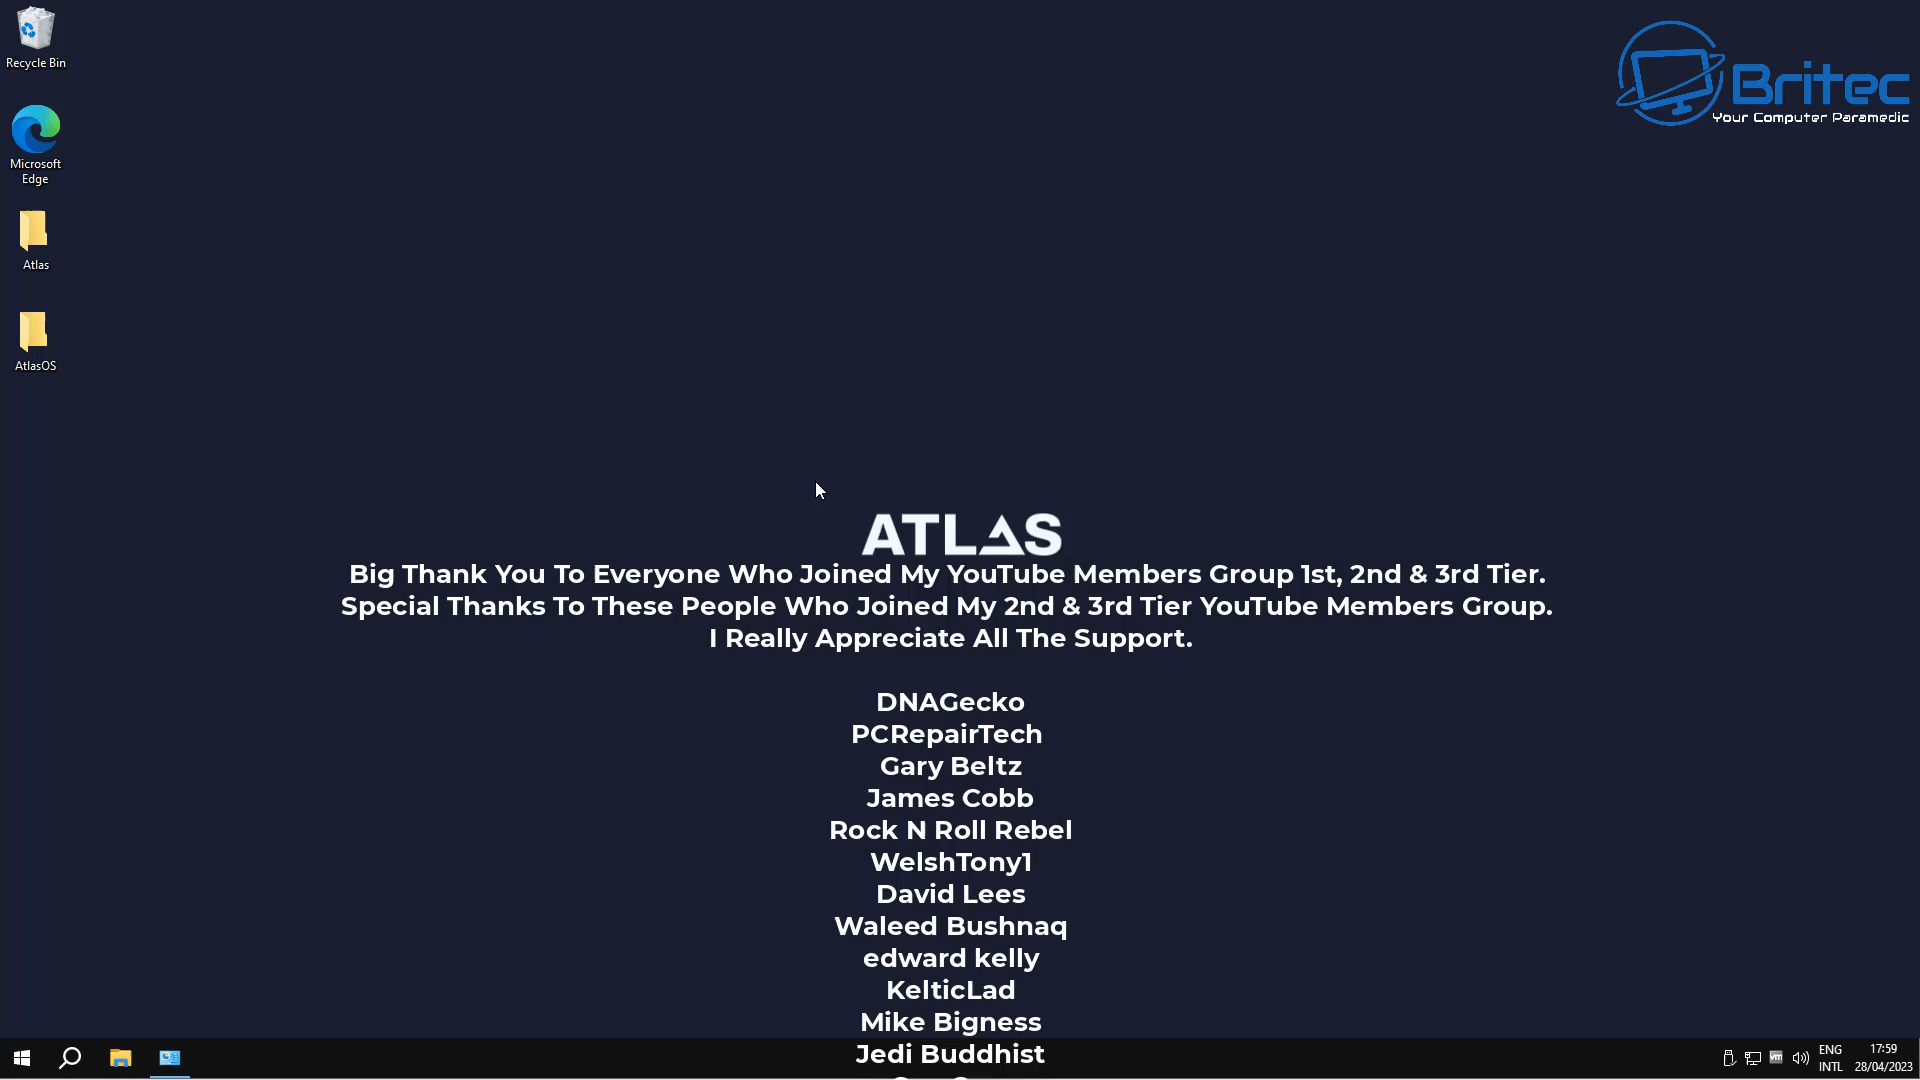 Recycle Bin
Britec
Your Computer Paramedic
Microsoft
Edge
Atlas
AtlasOS
ATLAS
Big Thank You To Everyone Who Joined My YouTube Members Group 1st, 2nd & 3rd Tier.
Special Thanks To These People Who Joined My 2nd & 3rd Tier YouTube Members Group.
I Really Appreciate All The Support.
DNAGecko
PCRepairTech
Gary Beltz
James Cobb
Rock N Roll Rebel
WelshTony1
David Lees
Waleed Bushnaq
edward kelly
KelticLad
Mike Bigness
Jedi Buddhist
vm
ENG
INTL
17:59
28/04/2023